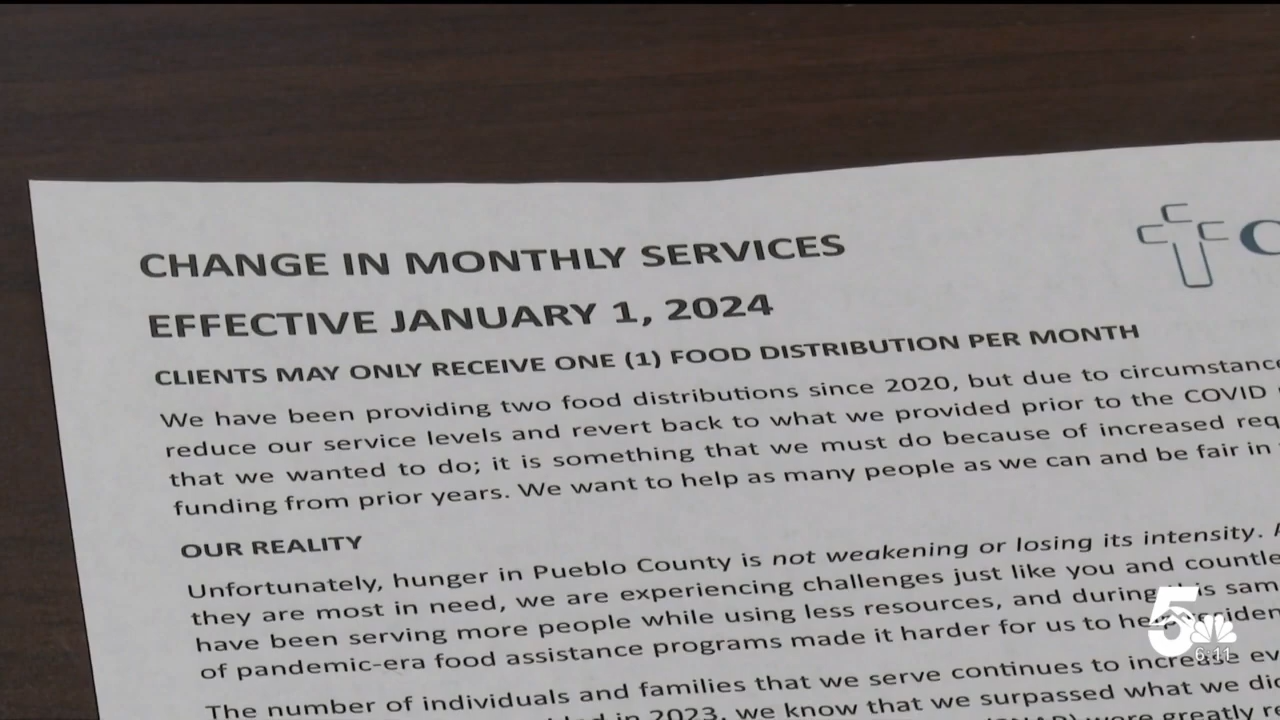 CHANGE IN MONTHLY SERVICES
EFFECTIVE JANUARY 1, 2024
CLIENTS MAY ONLY RECEIVE ONE (1) FOOD DISTRIBUTION PER MONTH
We have been providing two food distributions since 2020, but due to
reduce our service levels and revert back to what we provided prior to the COVID
that we wanted to do; it is something that we must do because of increased
funding from prior years. We want to help as many people as we can and be fair in
OUR REALITY
Unfortunately, hunger in Pueblo County is not weakening or losing its intensity.
they are most in need, we are experiencing challenges just like you and
have been serving more people while using less resources, and during
of pandemic-era food assistance programs made it harder for us to
The number of individuals and families that we serve continues to increase
in 2023, we know that we surpassed what we did
were greatly
5
6:11